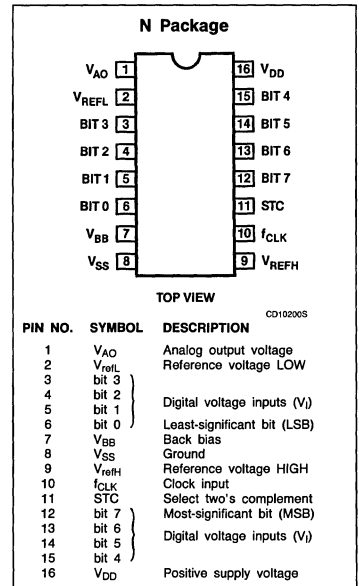 N Package
VAO 1 16 VDD
VREFL 2 15 BIT 4
BIT 3 3 14 BIT 5
BIT 2 4 13 BIT 6
BIT 1 5 12 BIT 7
BIT 0 6 11 STC
VBB 7 10 fCLK
VSS 8 9 VREFH
TOP VIEW
CD10200S
PIN NO. SYMBOL DESCRIPTION
1 VAO Analog output voltage
2 VrefL Reference voltage LOW
3 bit 3
4 bit 2
5 bit 1 Digital voltage inputs (VI)
6 bit 0 Least-significant bit (LSB)
7 VBB Back bias
8 VSS Ground
9 VrefH Reference voltage HIGH
10 fCLK Clock input
11 STC Select two's complement
12 bit 7 Most-significant bit (MSB)
13 bit 6
14 bit 5 Digital voltage inputs (VI)
15 bit 4
16 VDD Positive supply voltage